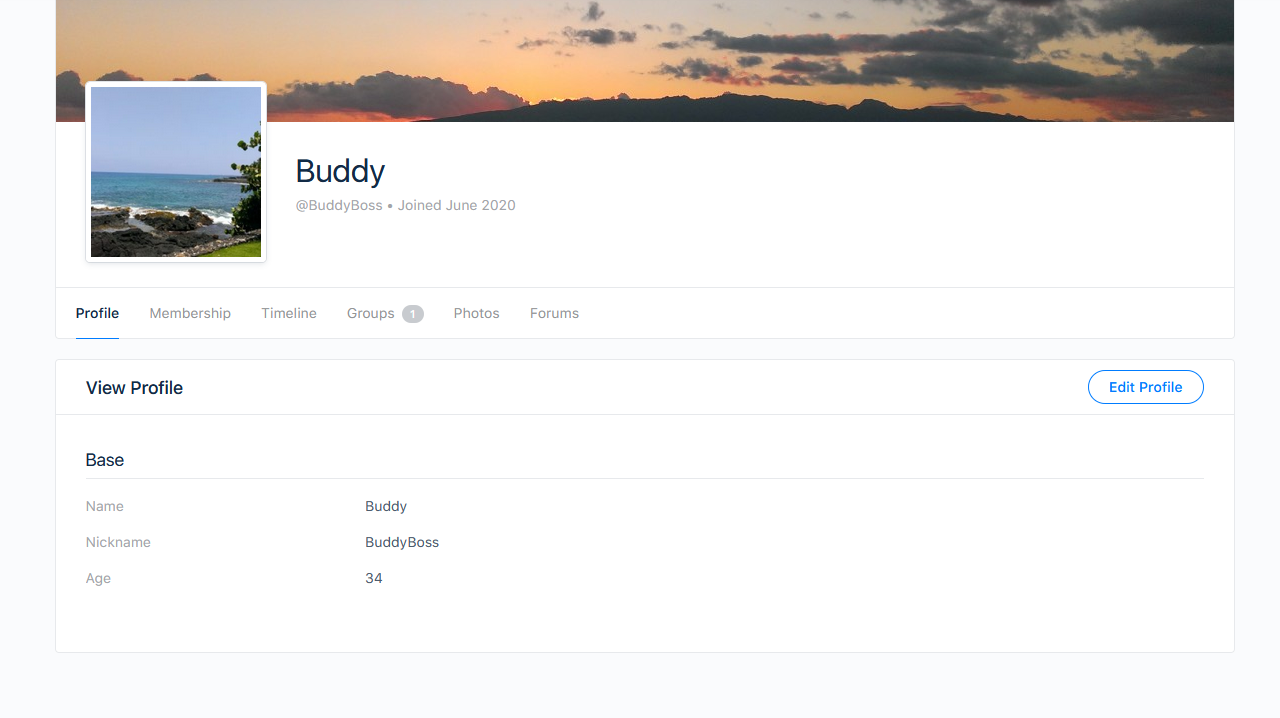 Buddy
@BuddyBoss • Joined June 2020
Profile Membership Timeline Groups 1 Photos Forums
View Profile Edit Profile
Base
Name Buddy
Nickname BuddyBoss
Age 34